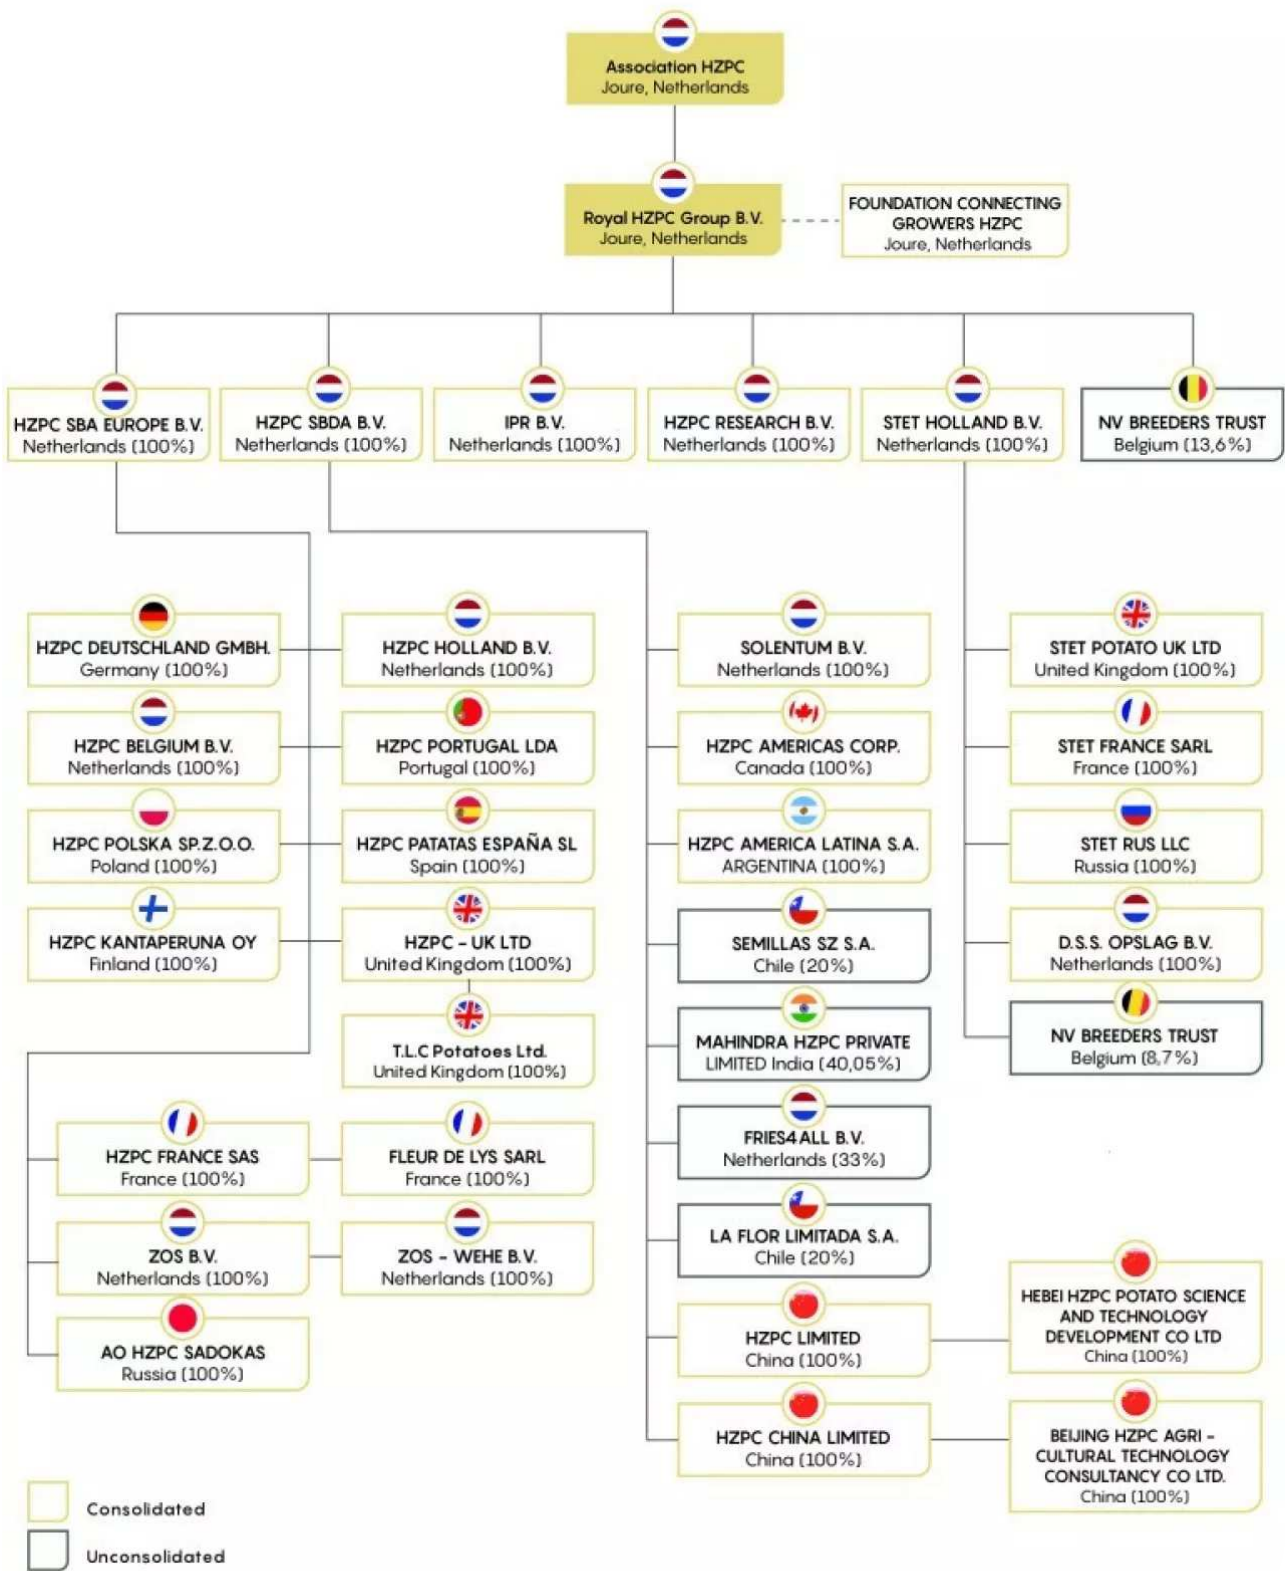 Association HZPC
Joure, Netherlands
Royal HZPC Group B.V.
Joure, Netherlands
FOUNDATION CONNECTING
GROWERS HZPC
Joure, Netherlands
HZPC SBA EUROPE B.V.
Netherlands (100%)
HZPC SBDA B.V.
Netherlands (100%)
IPR B.V.
Netherlands (100%)
HZPC RESEARCH B.V.
Netherlands (100%)
STET HOLLAND B.V.
Netherlands (100%)
NV BREEDERS TRUST
Belgium (13,6%)
HZPC DEUTSCHLAND GMBH.
Germany (100%)
HZPC HOLLAND B.V.
Netherlands (100%)
HZPC BELGIUM B.V.
Netherlands (100%)
HZPC PORTUGAL LDA
Portugal (100%)
HZPC POLSKA SP.Z.O.O.
Poland (100%)
HZPC PATATAS ESPAÑA SL
Spain (100%)
HZPC KANTAPERUNA OY
Finland (100%)
HZPC - UK LTD
United Kingdom (100%)
T.L.C Potatoes Ltd.
United Kingdom (100%)
HZPC FRANCE SAS
France (100%)
FLEUR DE LYS SARL
France (100%)
ZOS B.V.
Netherlands (100%)
ZOS - WEHE B.V.
Netherlands (100%)
AO HZPC SADOKAS
Russia (100%)
SOLENTUM B.V.
Netherlands (100%)
HZPC AMERICAS CORP.
Canada (100%)
HZPC AMERICA LATINA S.A.
ARGENTINA (100%)
SEMILLAS SZ S.A.
Chile (20%)
MAHINDRA HZPC PRIVATE
LIMITED India (40,05%)
FRIES4ALL B.V.
Netherlands (33%)
LA FLOR LIMITADA S.A.
Chile (20%)
HZPC LIMITED
China (100%)
HZPC CHINA LIMITED
China (100%)
STET POTATO UK LTD
United Kingdom (100%)
STET FRANCE SARL
France (100%)
STET RUS LLC
Russia (100%)
D.S.S. OPSLAG B.V.
Netherlands (100%)
NV BREEDERS TRUST
Belgium (8,7%)
HEBEI HZPC POTATO SCIENCE
AND TECHNOLOGY
DEVELOPMENT CO LTD
China (100%)
BEIJING HZPC AGRI -
CULTURAL TECHNOLOGY
CONSULTANCY CO LTD.
China (100%)
Consolidated
Unconsolidated